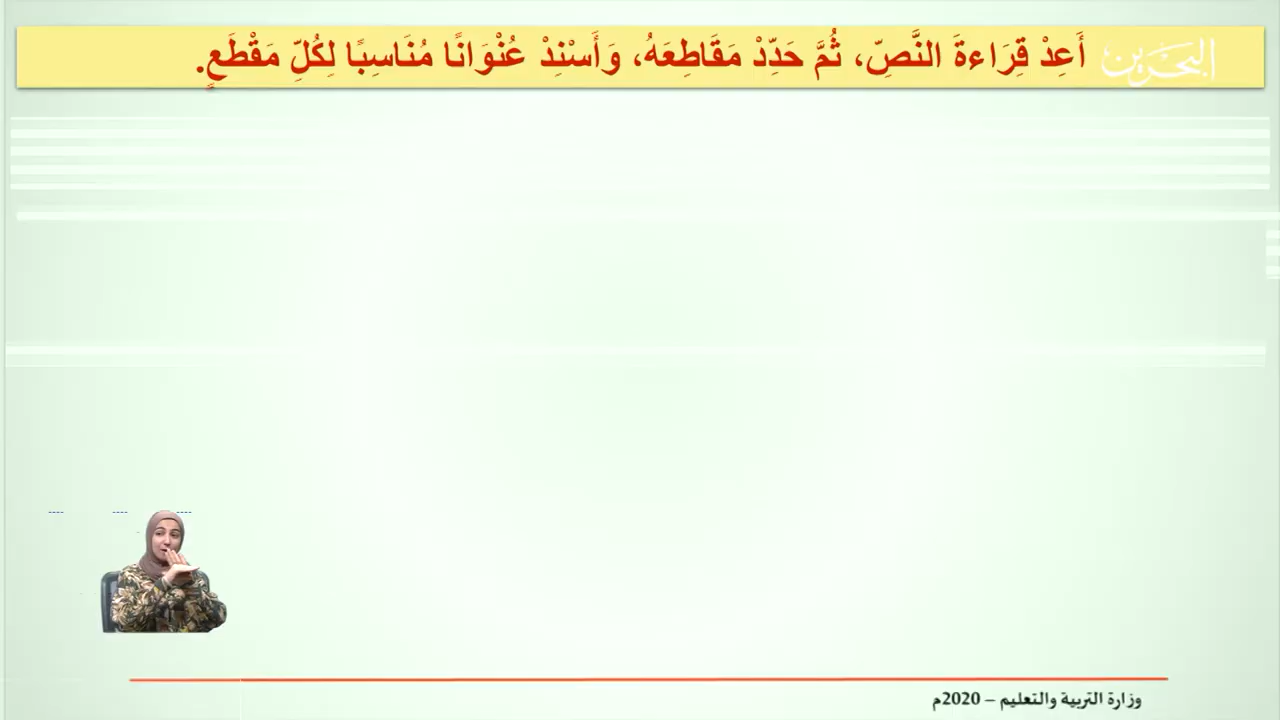 أَعِدْ قِرَاءةَ النَّصِّ، ثُمَّ حَدِّدْ مَقَاطِعَهُ، وَأَسْنِدْ عُنْوَانًا مُنَاسِبًا لِكُلِّ مَقْطَعٍ.
البحرين
وزارة التربية والتعليم – 2020م